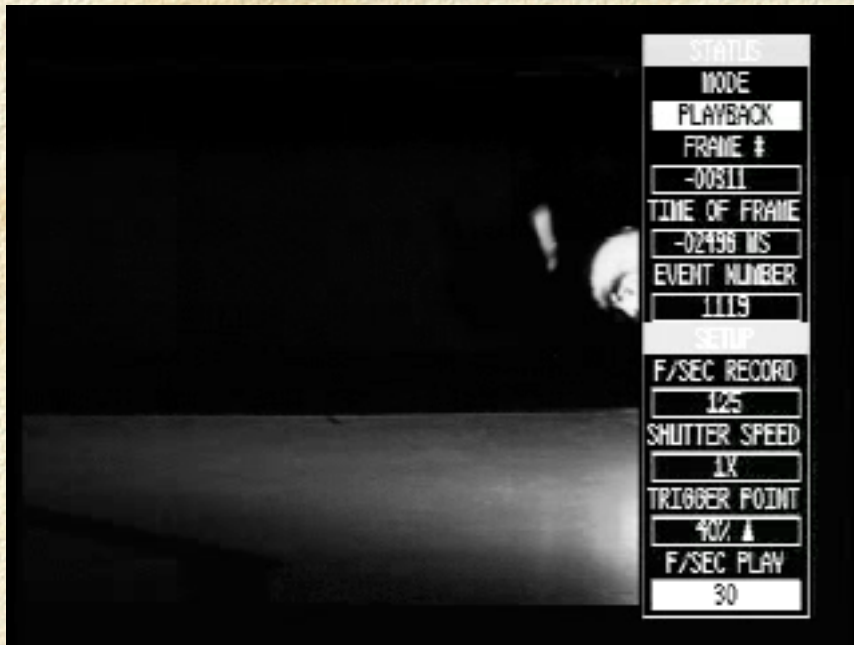 STATUS
MODE
PLAYBACK
FRAME #
-00311
TIME OF FRAME
-02496 MS
EVENT NUMBER
1119
SETUP
F/SEC RECORD
125
SHUTTER SPEED
1X
TRIGGER POINT
40%
F/SEC PLAY
30